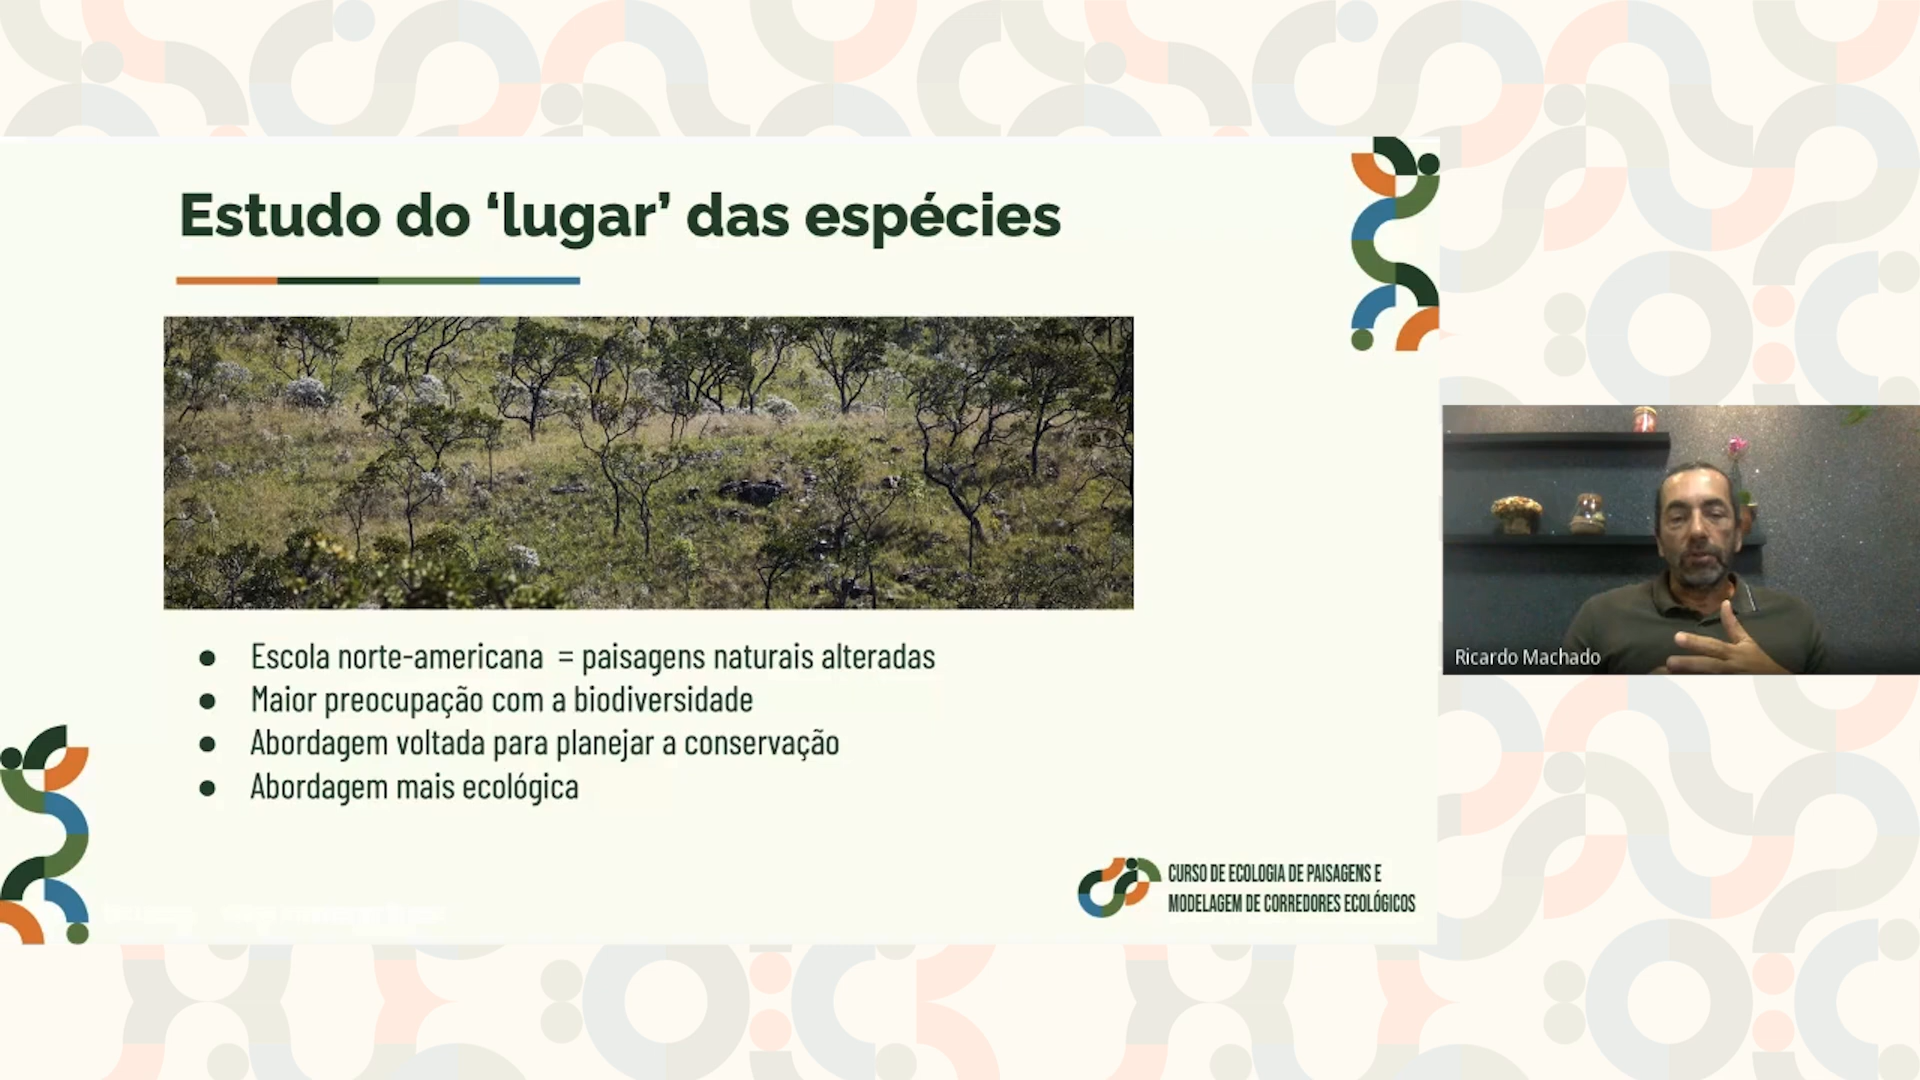 Estudo do ‘lugar’ das espécies
● Escola norte-americana = paisagens naturais alteradas
● Maior preocupação com a biodiversidade
● Abordagem voltada para planejar a conservação
● Abordagem mais ecológica
CURSO DE ECOLOGIA DE PAISAGENS E
MODELAGEM DE CORREDORES ECOLÓGICOS
Ricardo Machado